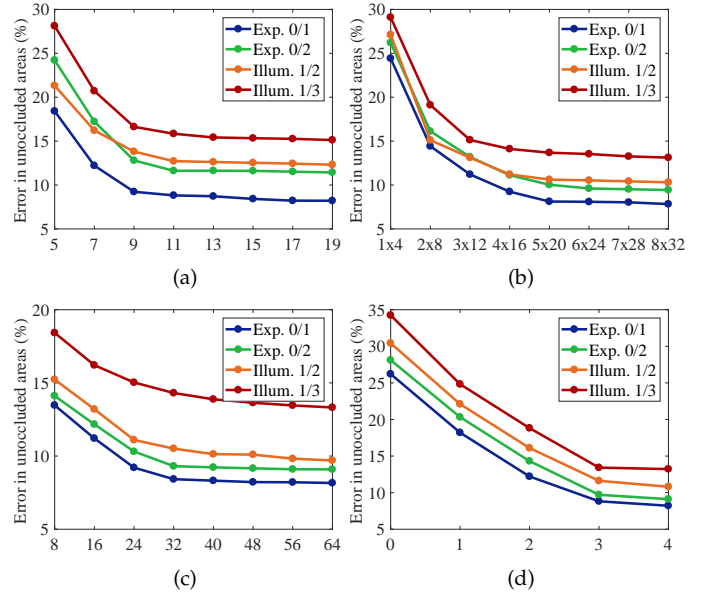 30
25
20
15
10
5
Error in unoccluded areas (%)
Exp. 0/1
Exp. 0/2
Illum. 1/2
Illum. 1/3
5 7 9 11 13 15 17 19
(a)
30
25
20
15
10
5
Error in unoccluded areas (%)
Exp. 0/1
Exp. 0/2
Illum. 1/2
Illum. 1/3
1x4 2x8 3x12 4x16 5x20 6x24 7x28 8x32
(b)
20
15
10
5
Error in unoccluded areas (%)
Exp. 0/1
Exp. 0/2
Illum. 1/2
Illum. 1/3
8 16 24 32 40 48 56 64
(c)
35
30
25
20
15
10
5
Error in unoccluded areas (%)
Exp. 0/1
Exp. 0/2
Illum. 1/2
Illum. 1/3
0 1 2 3 4
(d)